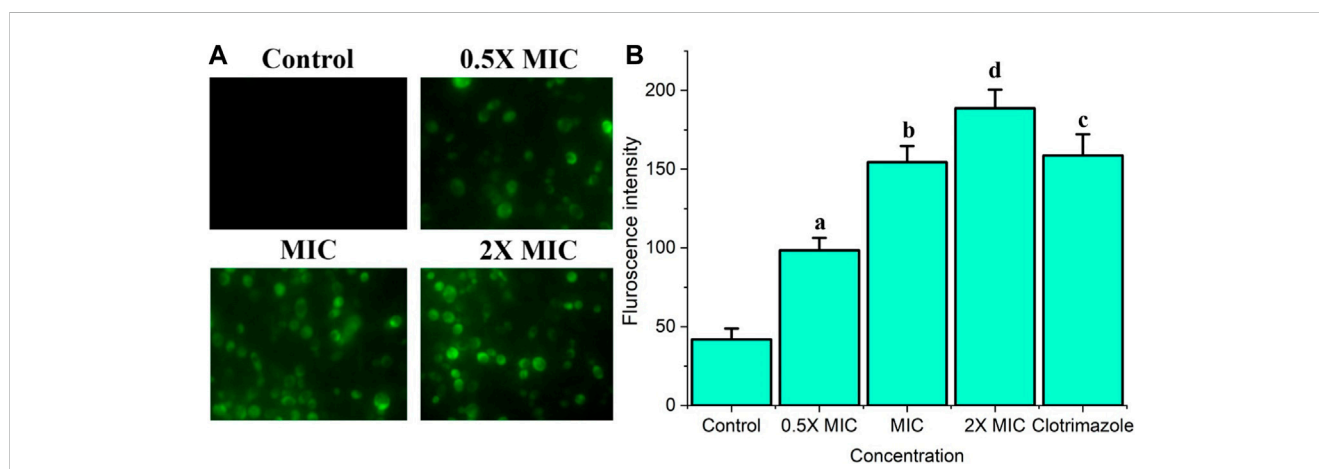 A
Control
0.5X MIC
MIC
2X MIC
B
Fluroscence intensity
200
150
100
50
0
a
b
d
c
Control
0.5X MIC
MIC
2X MIC
Clotrimazole
Concentration